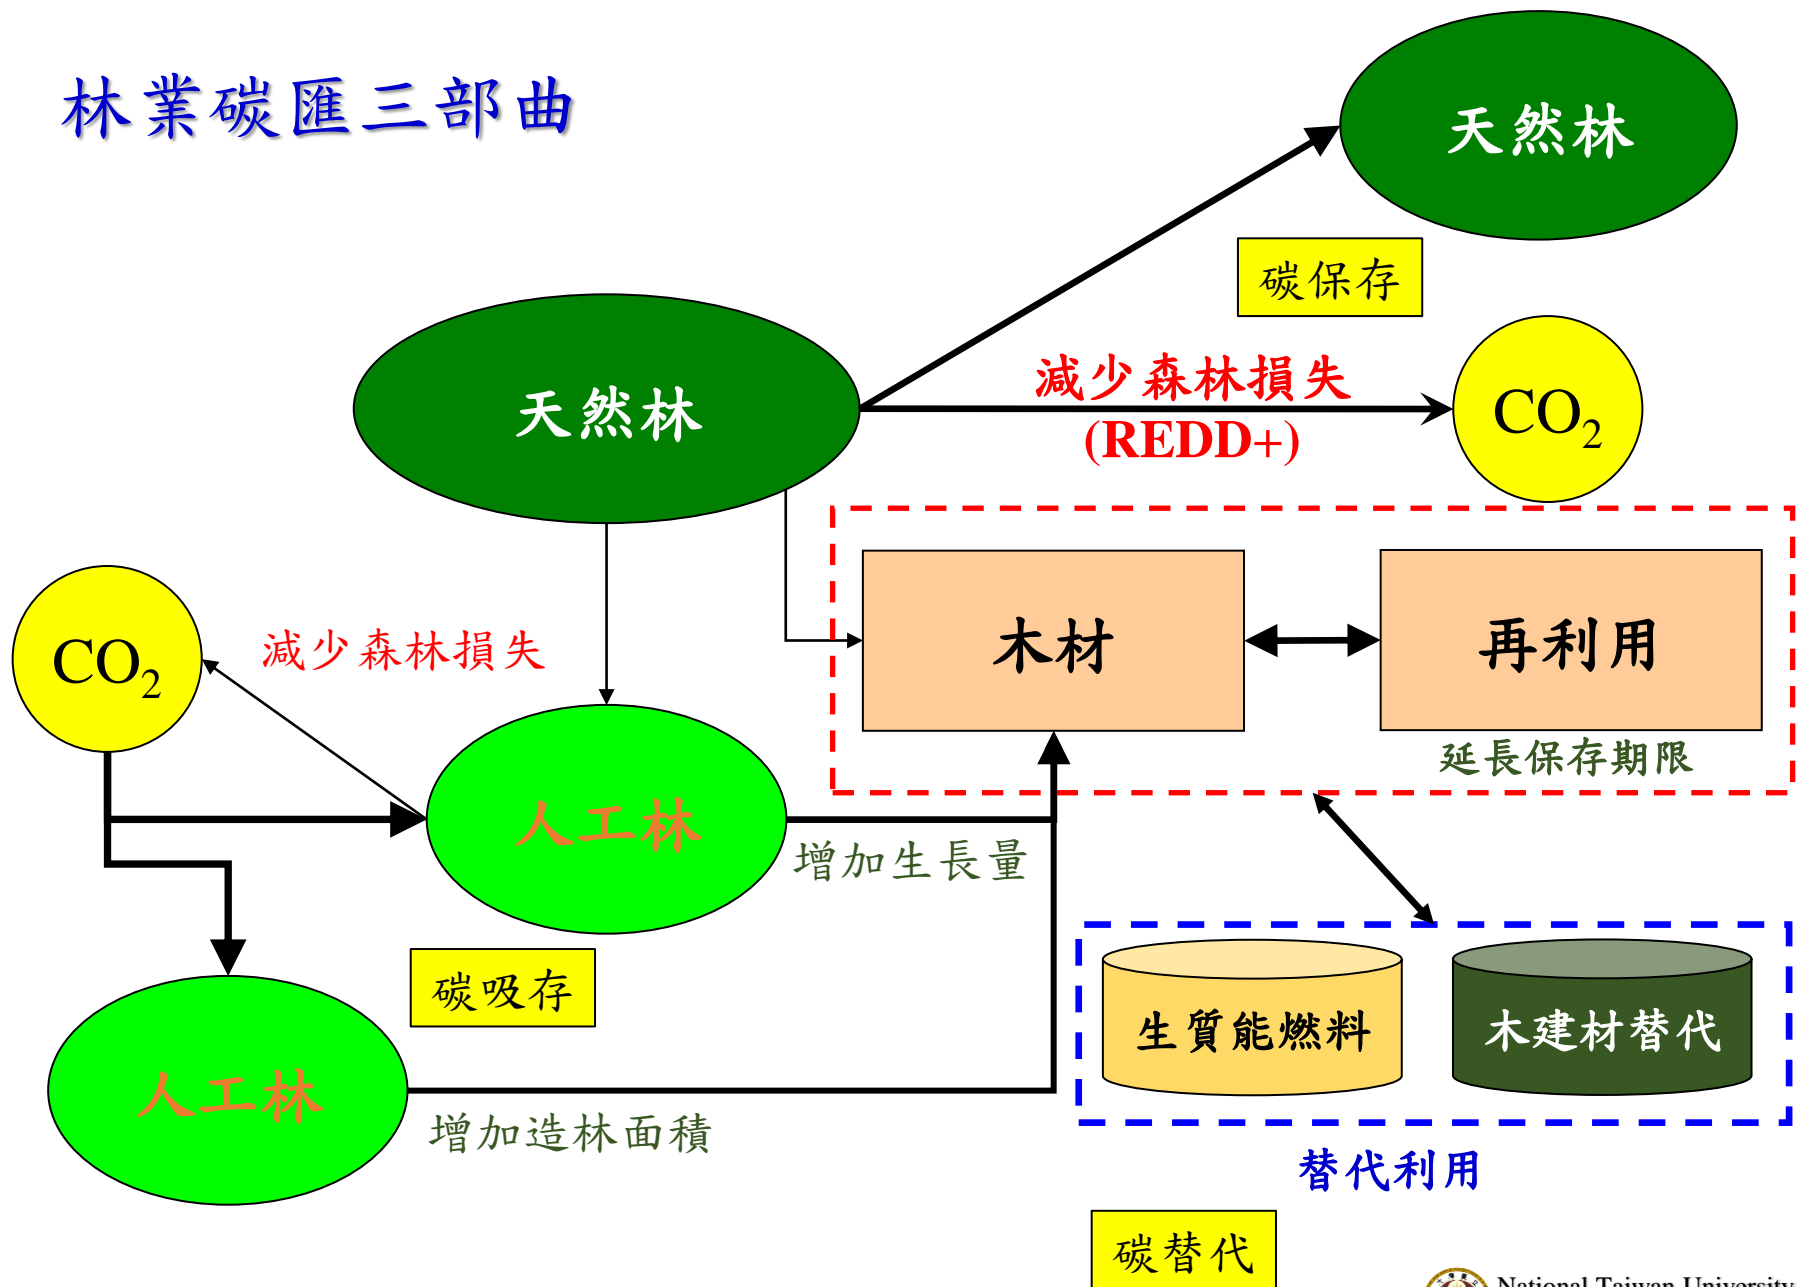 林業碳匯三部曲
天然林
碳保存
天然林
減少森林損失
(REDD+)
CO₂
木材
再利用
延長保存期限
CO₂
減少森林損失
人工林
增加生長量
碳吸存
人工林
增加造林面積
生質能燃料
木建材替代
替代利用
碳替代
National Taiwan University